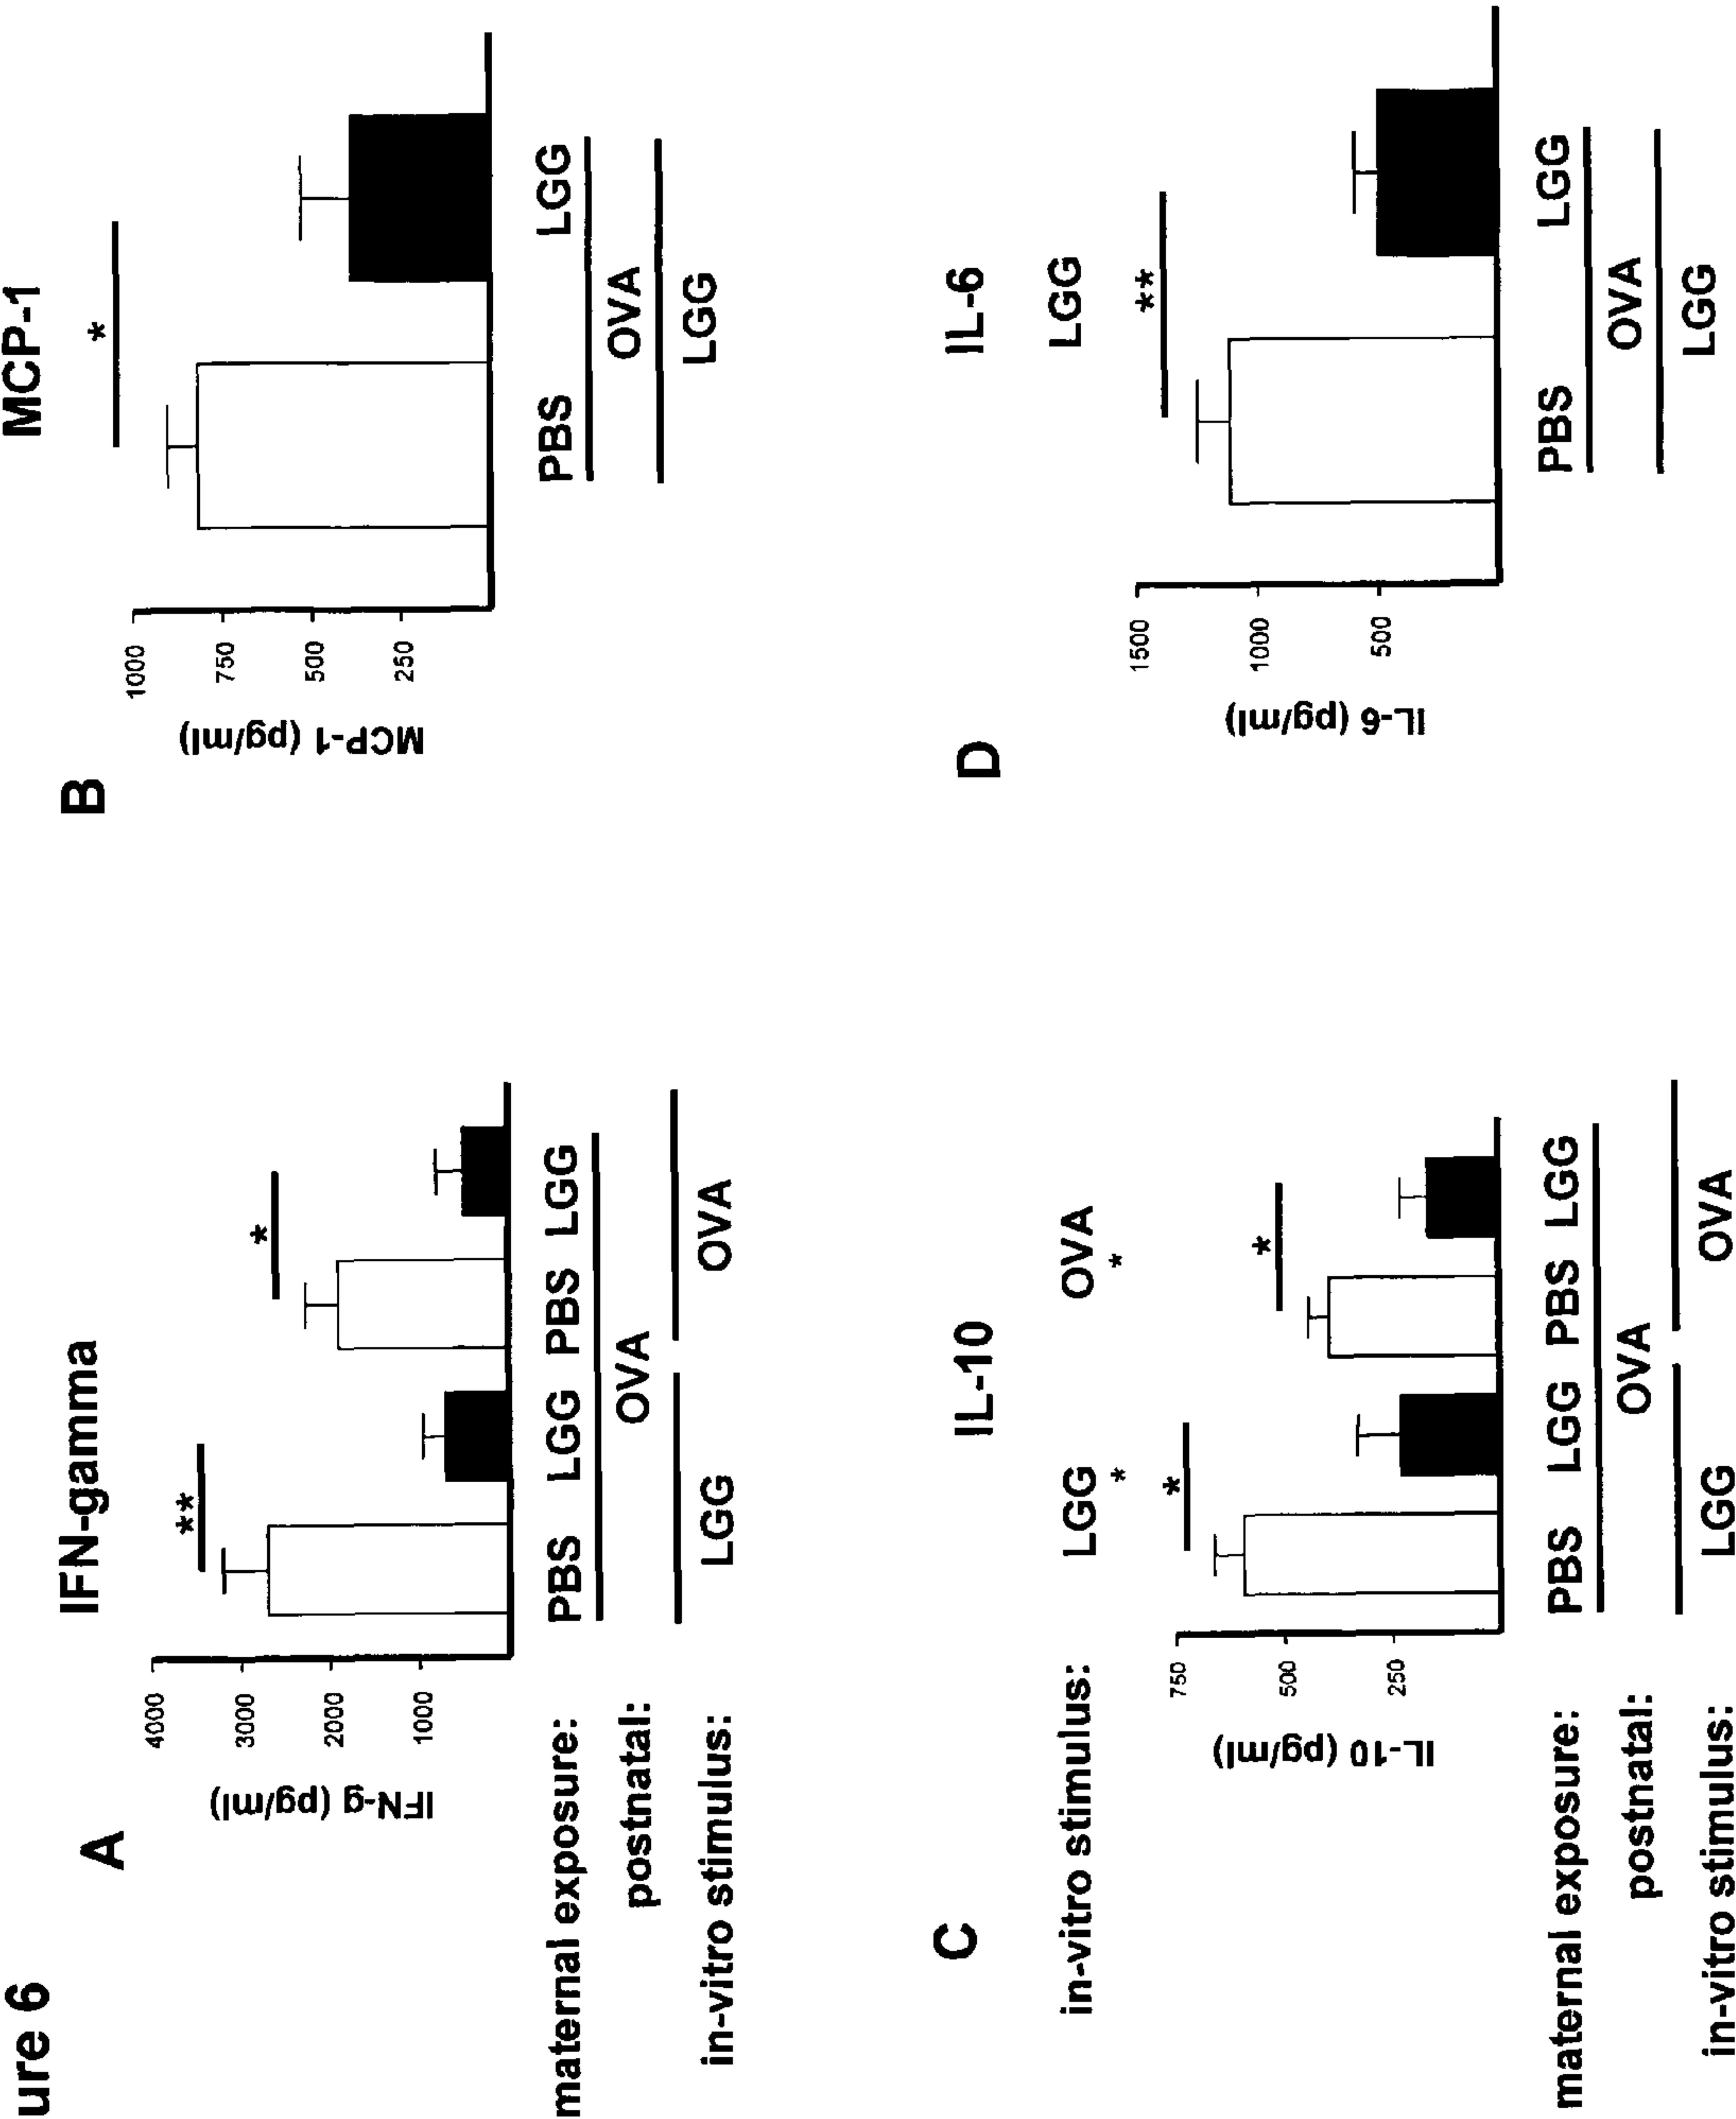 ure 6
A
IFN-gamma
**
*
4000
3000
2000
1000
IFN-g (pg/ml)
maternal exposure: PBS LGG PBS LGG
postnatal: OVA
in-vitro stimulus: LGG OVA
B
MCP-1
*
1000
750
500
250
MCP-1 (pg/ml)
PBS LGG
OVA
LGG
C
IL-10
in-vitro stimulus: LGG OVA
* *
*
*
750
500
250
IL-10 (pg/ml)
maternal exposure: PBS LGG PBS LGG
postnatal: OVA
in-vitro stimulus: LGG OVA
D
IL-6
LGG
**
1500
1000
500
IL-6 (pg/ml)
PBS LGG
OVA
LGG